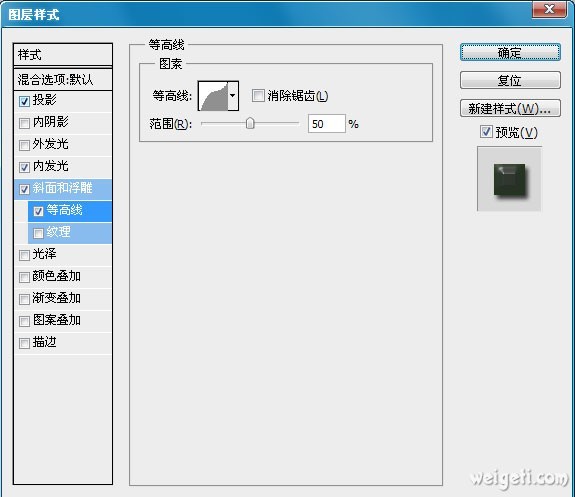 图层样式
样式
混合选项:默认
投影
内阴影
外发光
内发光
斜面和浮雕
等高线
纹理
光泽
颜色叠加
渐变叠加
图案叠加
描边
等高线
图素
等高线:
消除锯齿(L)
范围(R):
50
%
确定
复位
新建样式(W)...
预览(V)
weigeti.com